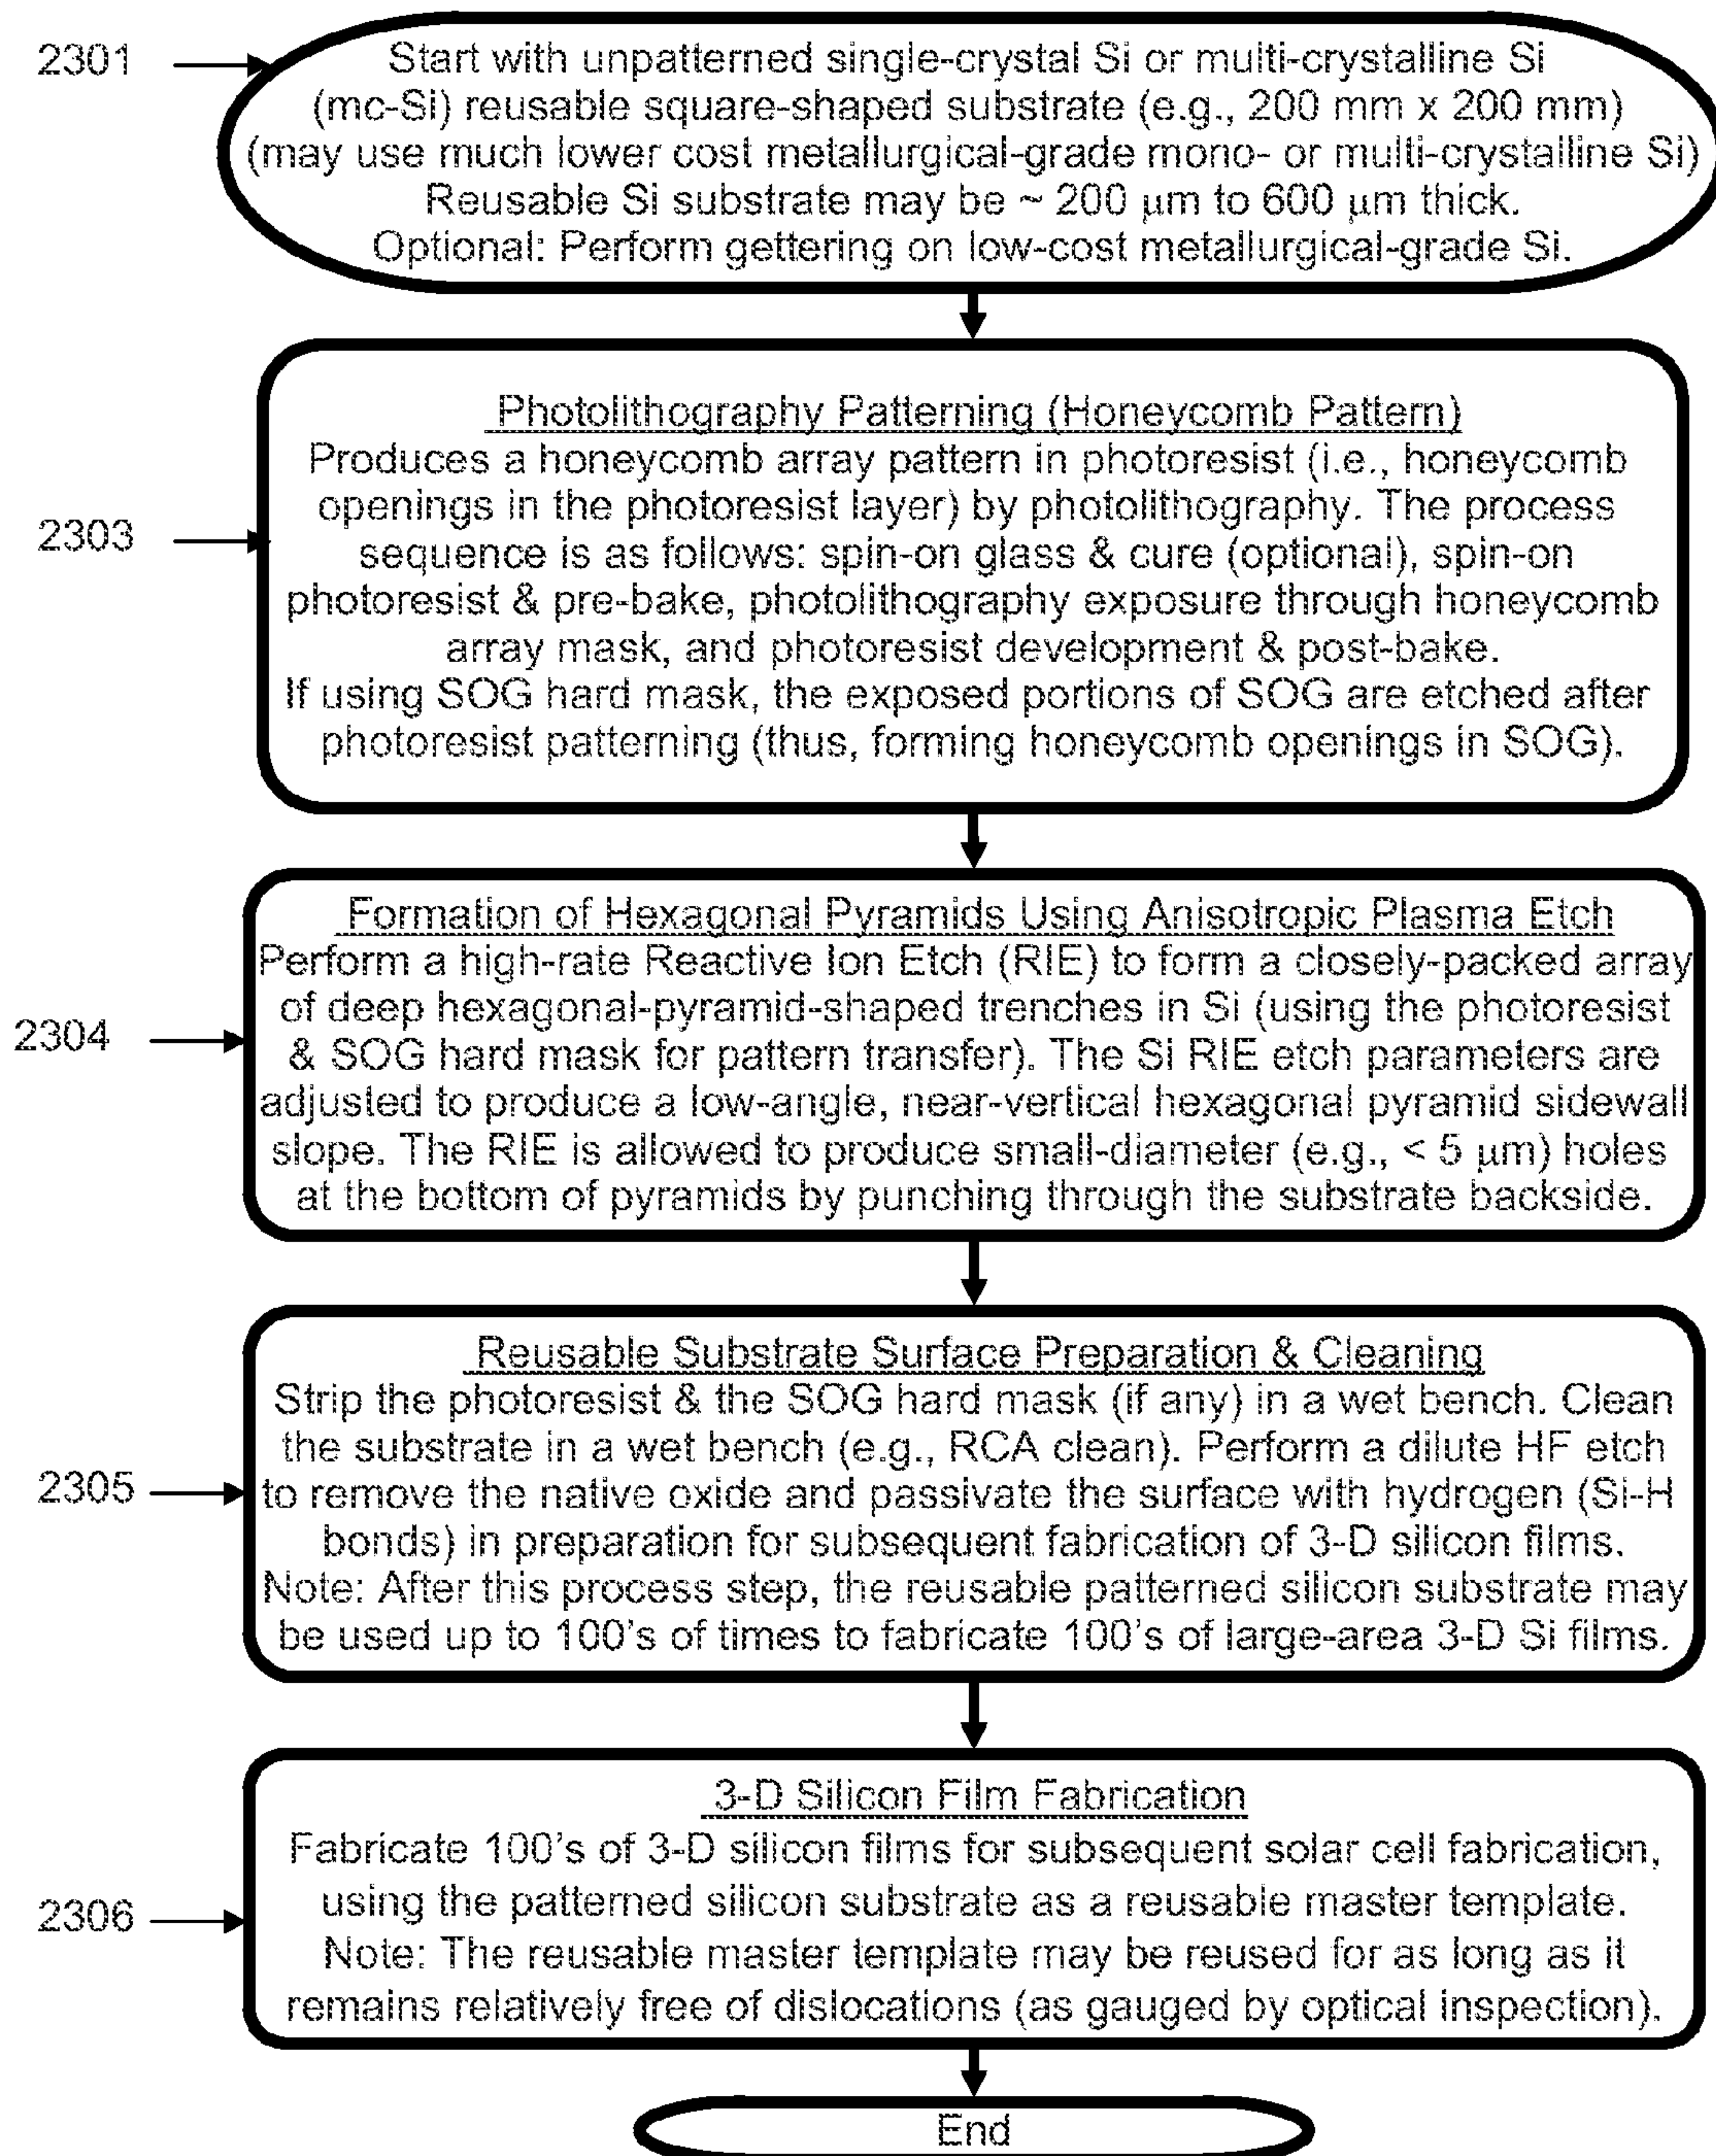 2301
Start with unpatterned single-crystal Si or multi-crystalline Si
(mc-Si) reusable square-shaped substrate (e.g., 200 mm x 200 mm)
(may use much lower cost metallurgical-grade mono- or multi-crystalline Si)
Reusable Si substrate may be ~ 200 μm to 600 μm thick.
Optional: Perform gettering on low-cost metallurgical-grade Si.
2303
Photolithography Patterning (Honeycomb Pattern)
Produces a honeycomb array pattern in photoresist (i.e., honeycomb
openings in the photoresist layer) by photolithography. The process
sequence is as follows: spin-on glass & cure (optional), spin-on
photoresist & pre-bake, photolithography exposure through honeycomb
array mask, and photoresist development & post-bake.
If using SOG hard mask, the exposed portions of SOG are etched after
photoresist patterning (thus, forming honeycomb openings in SOG).
2304
Formation of Hexagonal Pyramids Using Anisotropic Plasma Etch
Perform a high-rate Reactive Ion Etch (RIE) to form a closely-packed array
of deep hexagonal-pyramid-shaped trenches in Si (using the photoresist
& SOG hard mask for pattern transfer). The Si RIE etch parameters are
adjusted to produce a low-angle, near-vertical hexagonal pyramid sidewall
slope. The RIE is allowed to produce small-diameter (e.g., < 5 μm) holes
at the bottom of pyramids by punching through the substrate backside.
2305
Reusable Substrate Surface Preparation & Cleaning
Strip the photoresist & the SOG hard mask (if any) in a wet bench. Clean
the substrate in a wet bench (e.g., RCA clean). Perform a dilute HF etch
to remove the native oxide and passivate the surface with hydrogen (Si-H
bonds) in preparation for subsequent fabrication of 3-D silicon films.
Note: After this process step, the reusable patterned silicon substrate may
be used up to 100's of times to fabricate 100's of large-area 3-D Si films.
2306
3-D Silicon Film Fabrication
Fabricate 100's of 3-D silicon films for subsequent solar cell fabrication,
using the patterned silicon substrate as a reusable master template.
Note: The reusable master template may be reused for as long as it
remains relatively free of dislocations (as gauged by optical inspection).
End